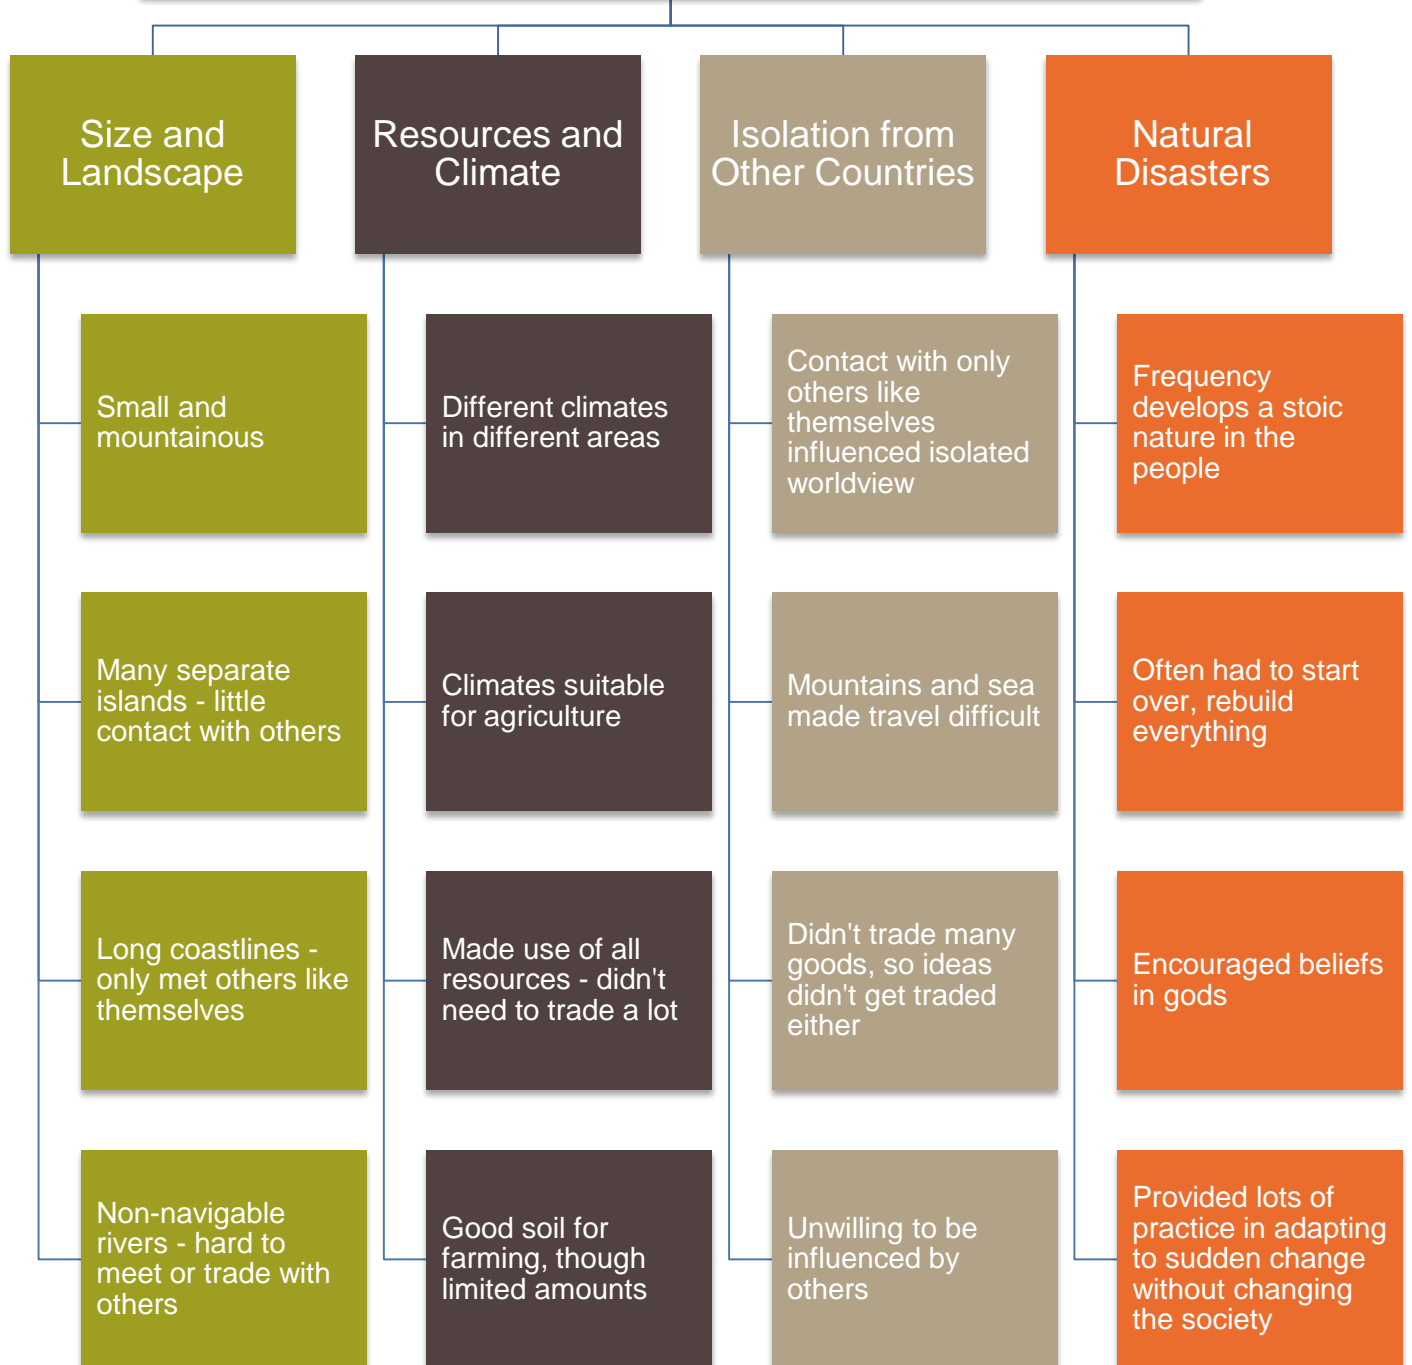 Size and
Landscape
Small and
mountainous
Many separate
islands - little
contact with others
Long coastlines -
only met others like
themselves
Non-navigable
rivers - hard to
meet or trade with
others
Resources and
Climate
Different climates
in different areas
Climates suitable
for agriculture
Made use of all
resources - didn't
need to trade a lot
Good soil for
farming, though
limited amounts
Isolation from
Other Countries
Contact with only
others like
themselves
influenced isolated
worldview
Mountains and sea
made travel difficult
Didn't trade many
goods, so ideas
didn't get traded
either
Unwilling to be
influenced by
others
Natural
Disasters
Frequency
develops a stoic
nature in the
people
Often had to start
over, rebuild
everything
Encouraged beliefs
in gods
Provided lots of
practice in adapting
to sudden change
without changing
the society